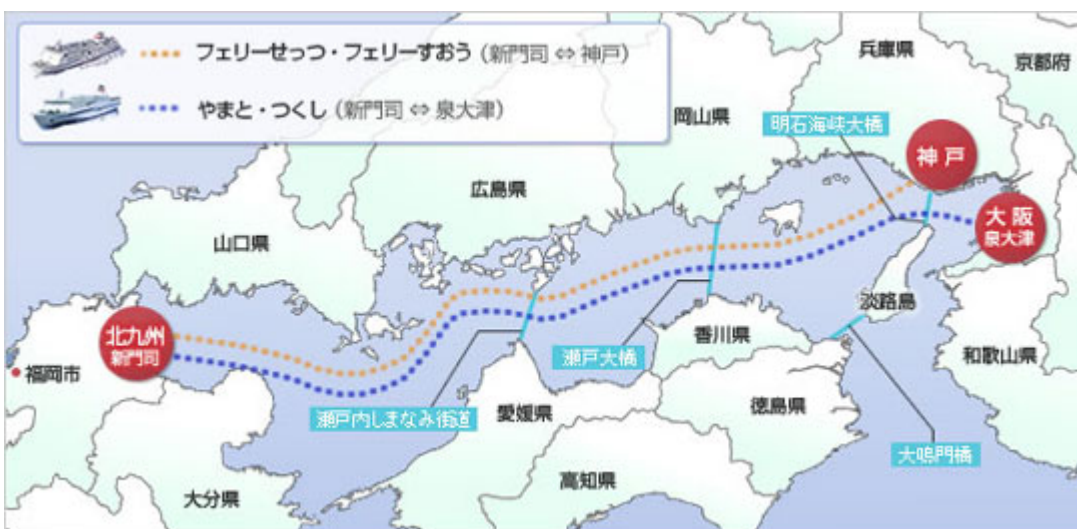 フェリーせっつ・フェリーすおう（新門司 ⇔ 神戸）
やまと・つくし（新門司 ⇔ 泉大津）
兵庫県
京都府
岡山県
明石海峡大橋
神戸
広島県
大阪
泉大津
山口県
淡路島
北九州
新門司
香川県
瀬戸大橋
和歌山県
福岡市
瀬戸内しまなみ街道
愛媛県
徳島県
大鳴門橋
高知県
大分県